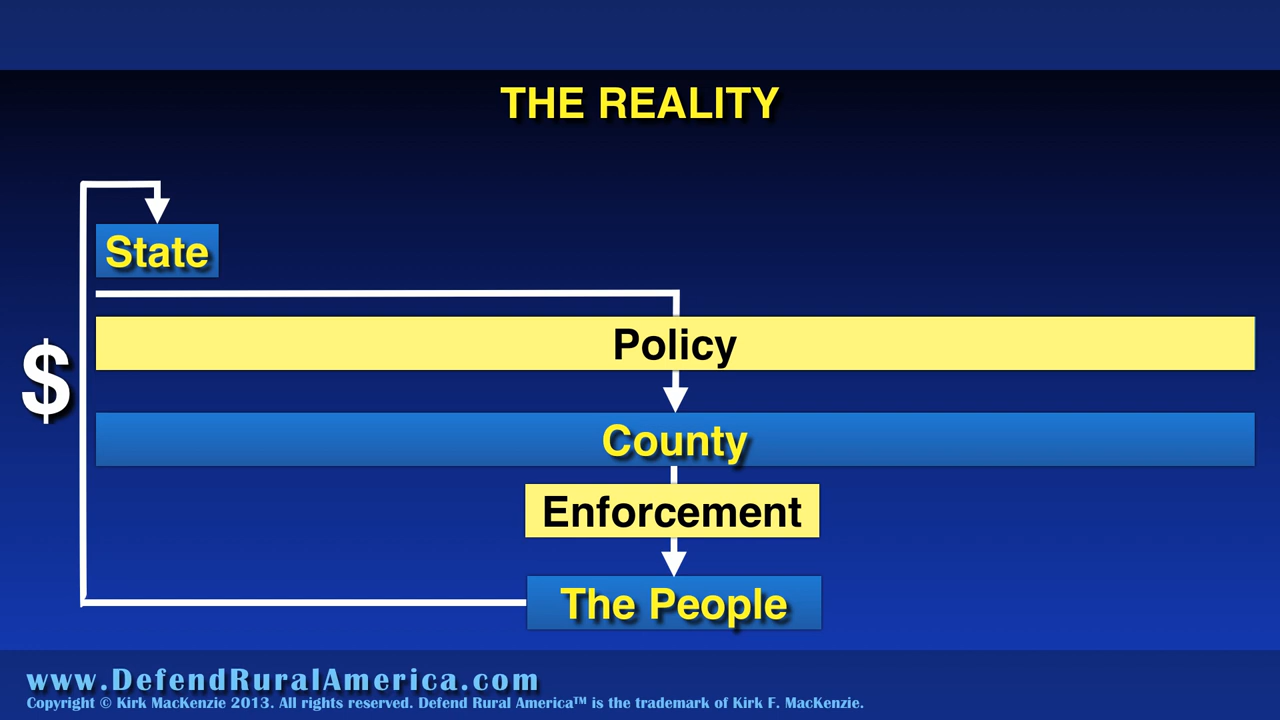 THE REALITY
State
Policy
$
County
Enforcement
The People
www.DefendRuralAmerica.com
Copyright © Kirk MacKenzie 2013. All rights reserved. Defend Rural America™ is the trademark of Kirk F. MacKenzie.